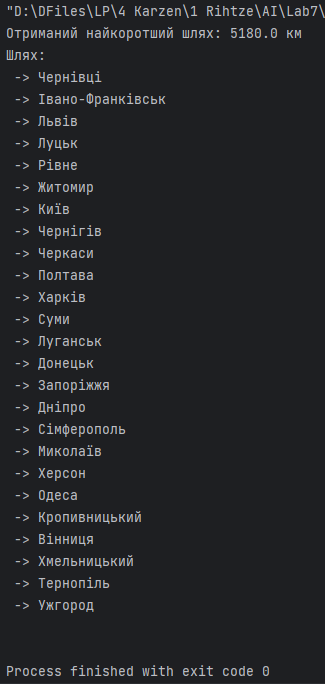 "D:\DFiles\LP\4 Karzen\1 Rihtze\AI\Lab7\
Отриманий найкоротший шлях: 5180.0 км
Шлях:
-> Чернівці
-> Івано-Франківськ
-> Львів
-> Луцьк
-> Рівне
-> Житомир
-> Київ
-> Чернігів
-> Черкаси
-> Полтава
-> Харків
-> Суми
-> Луганськ
-> Донецьк
-> Запоріжжя
-> Дніпро
-> Сімферополь
-> Миколаїв
-> Херсон
-> Одеса
-> Кропивницький
-> Вінниця
-> Хмельницький
-> Тернопіль
-> Ужгород
Process finished with exit code 0